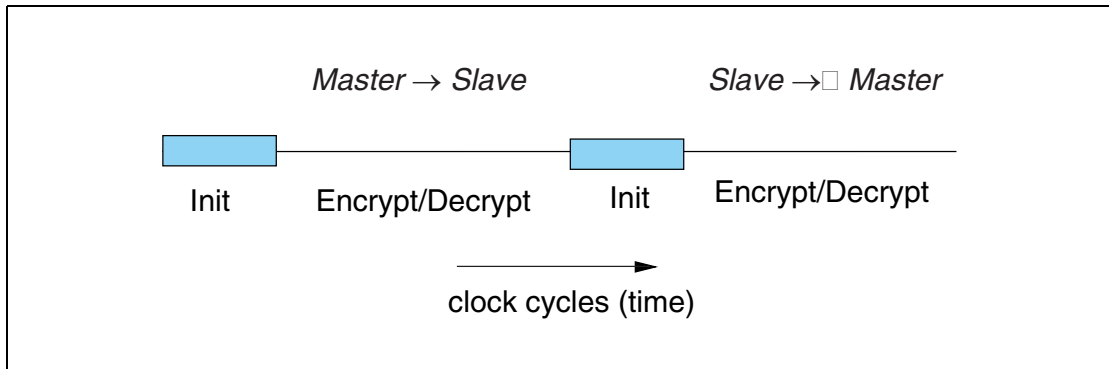 Master → Slave
Slave →□ Master
Init
Encrypt/Decrypt
Init
Encrypt/Decrypt
clock cycles (time)